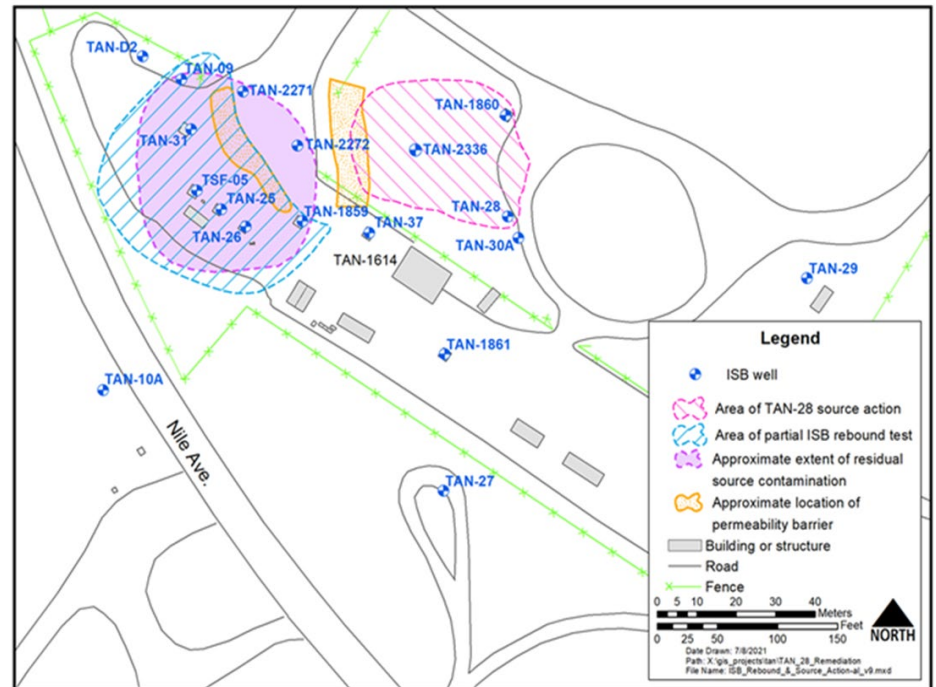 TAN-D2
TAN-09
TAN-2271
TAN-1860
TAN-31
TAN-2272
TAN-2336
TSF-05
TAN-25
TAN-1859
TAN-28
TAN-37
TAN-26
TAN-30A
TAN-1614
TAN-29
TAN-1861
TAN-10A
Nile Ave.
TAN-27
Legend
ISB well
Area of TAN-28 source action
Area of partial ISB rebound test
Approximate extent of residual
source contamination
Approximate location of
permeability barrier
Building or structure
Road
Fence
0 5 10 20 30 40
Meters
Feet
0 25 50 100 150
NORTH
Date Drawn: 7/8/2021
Path: X:\gis_projects\tan\TAN_28_Remediation
File Name: ISB_Rebound_&_Source_Action-al_v9.mxd